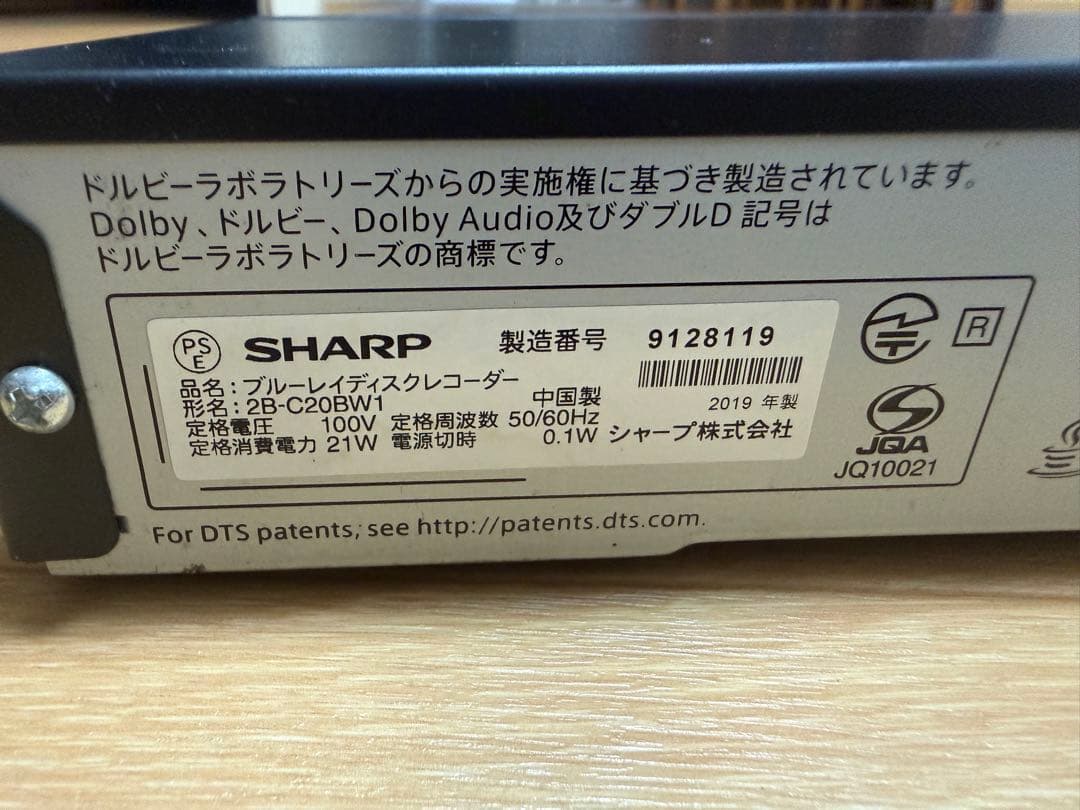 ドルビーラボラトリーズからの実施権に基づき製造されています。
Dolby、ドルビー、Dolby Audio及びダブルD 記号は
ドルビーラボラトリーズの商標です。
PS E SHARP 製造番号 9128119
品名:ブルーレイディスクレコーダー
形名:2B-C20BW1 中国製 2019 年製
定格電圧 100V 定格周波数 50/60Hz
定格消費電力 21W 電源切時 0.1W シャープ株式会社
R
JQA
JQ10021
For DTS patents, see http://patents.dts.com.